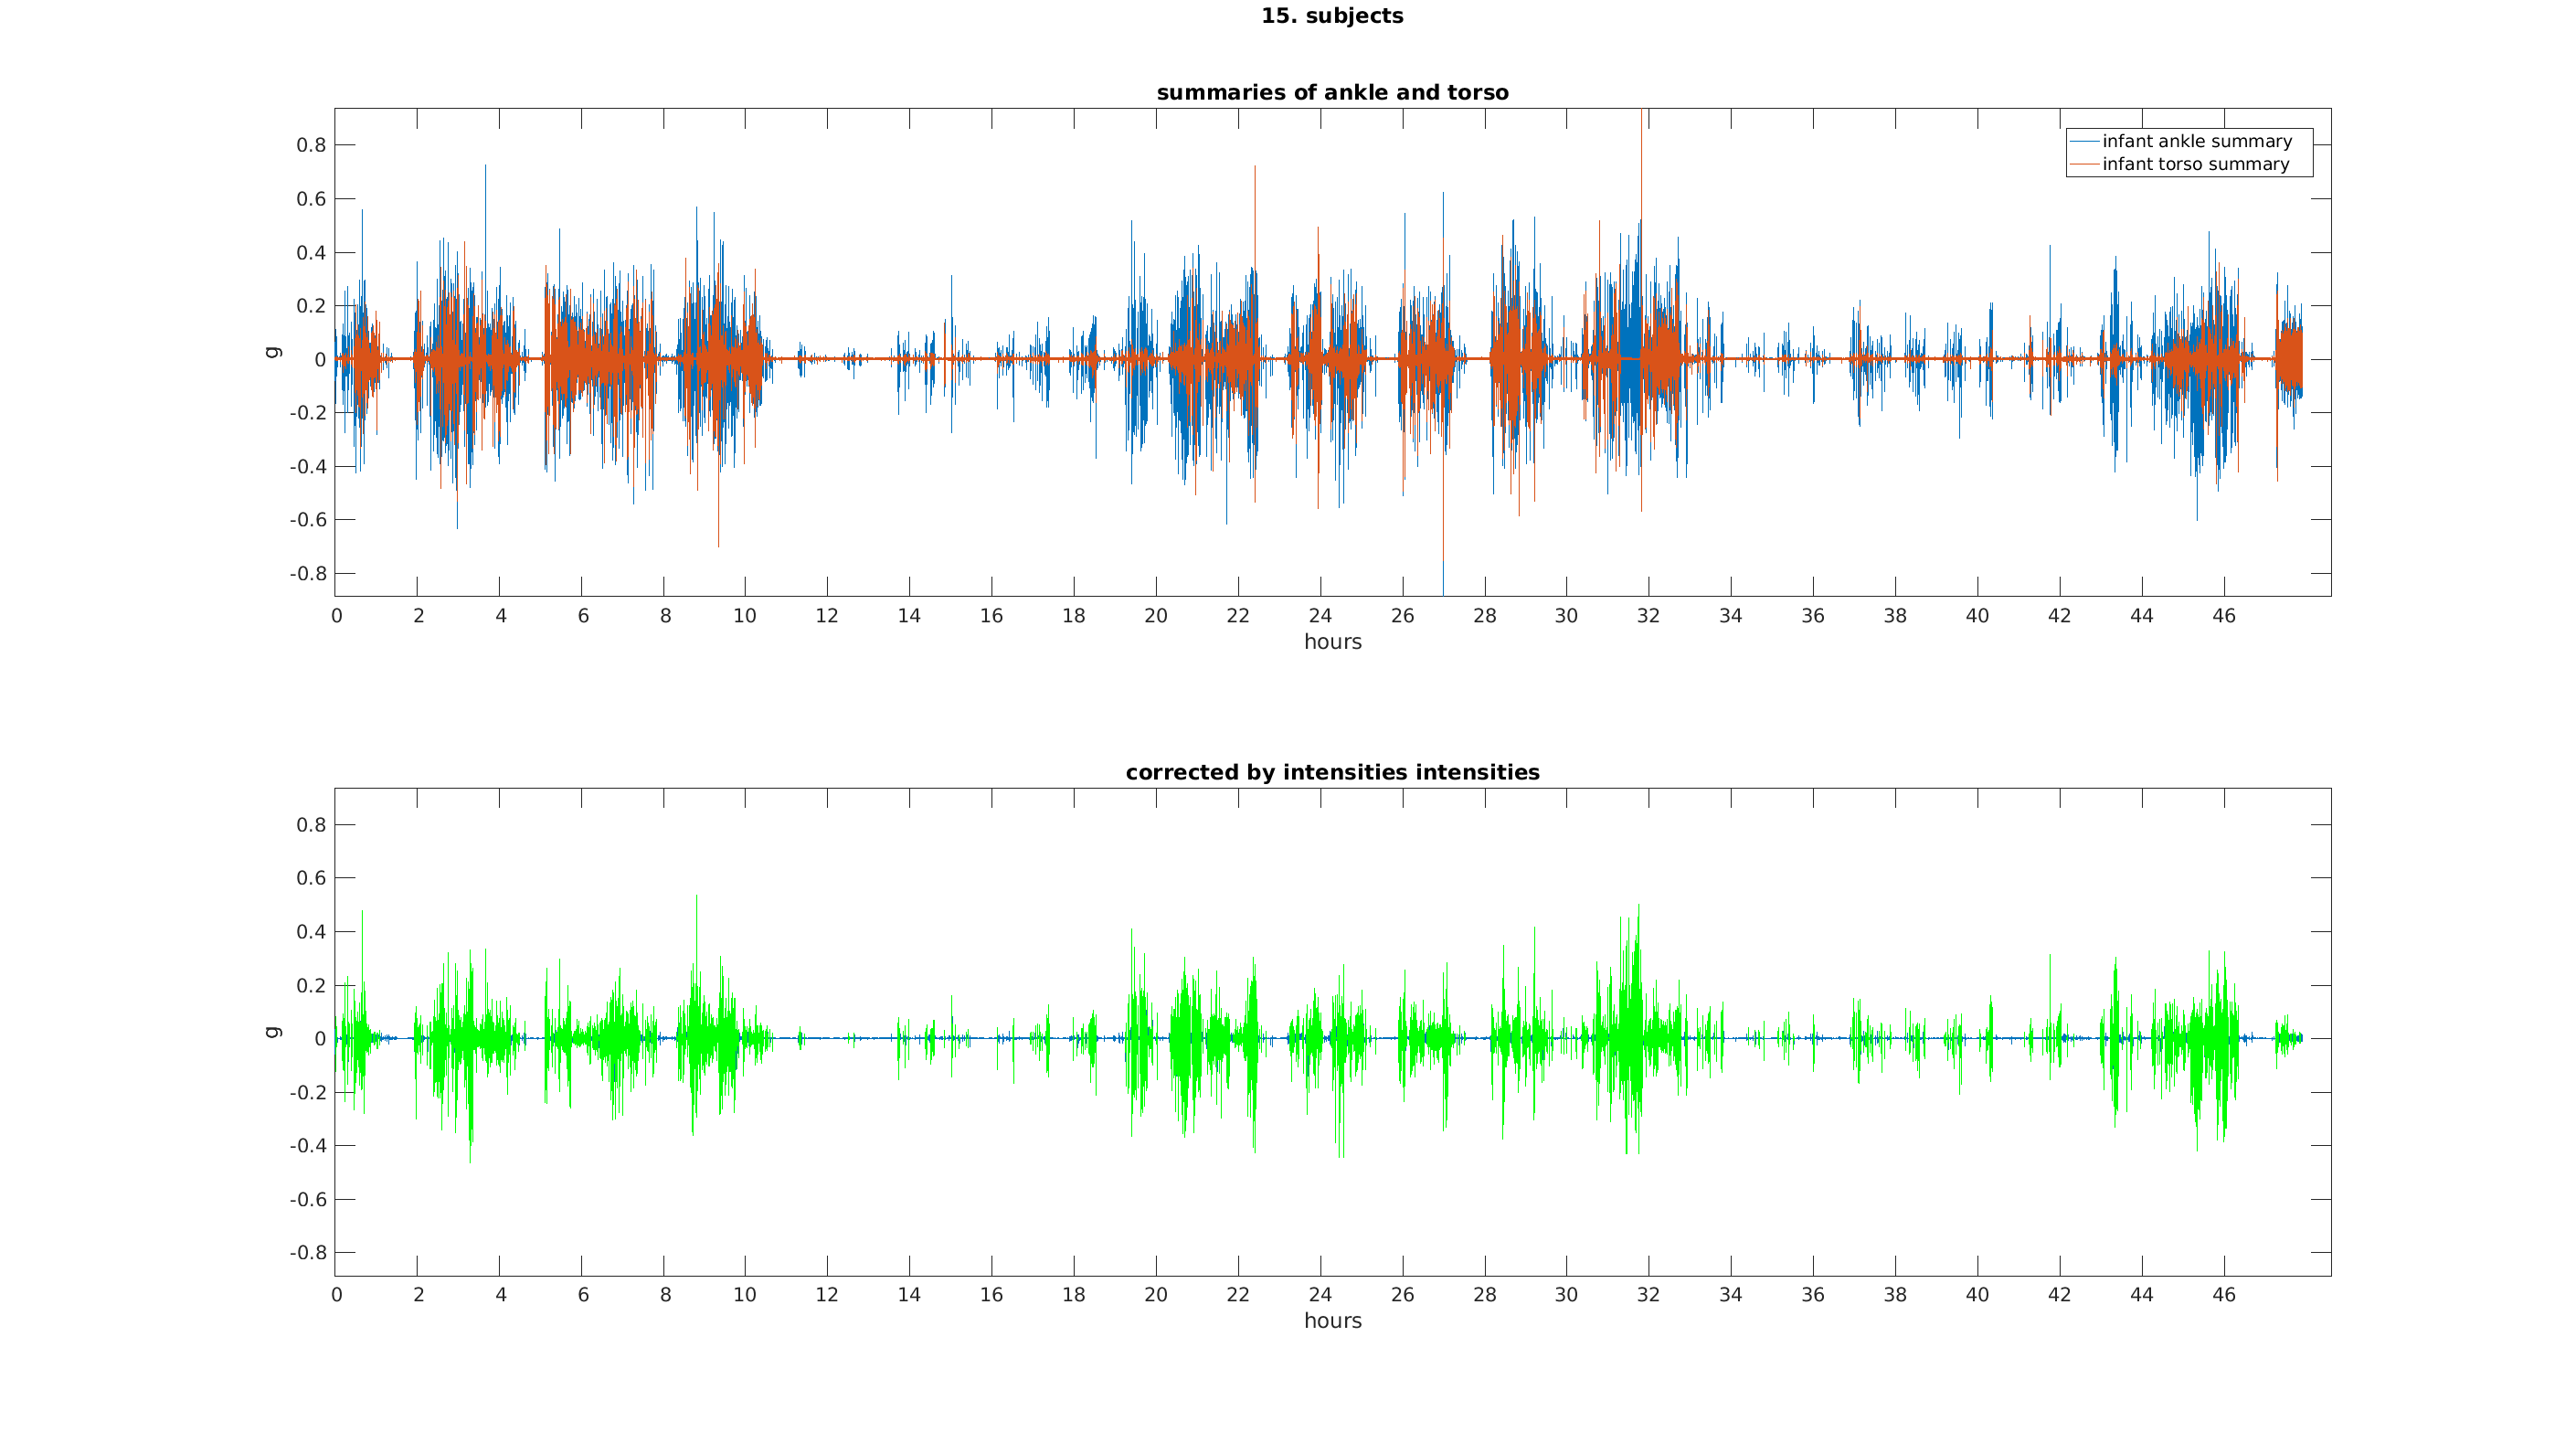 15. subjects
summaries of ankle and torso
infant ankle summary
infant torso summary
0.8
0.6
0.4
0.2
0
-0.2
-0.4
-0.6
-0.8
g
0 2 4 6 8 10 12 14 16 18 20 22 24 26 28 30 32 34 36 38 40 42 44 46
hours
corrected by intensities intensities
0.8
0.6
0.4
0.2
0
-0.2
-0.4
-0.6
-0.8
g
0 2 4 6 8 10 12 14 16 18 20 22 24 26 28 30 32 34 36 38 40 42 44 46
hours